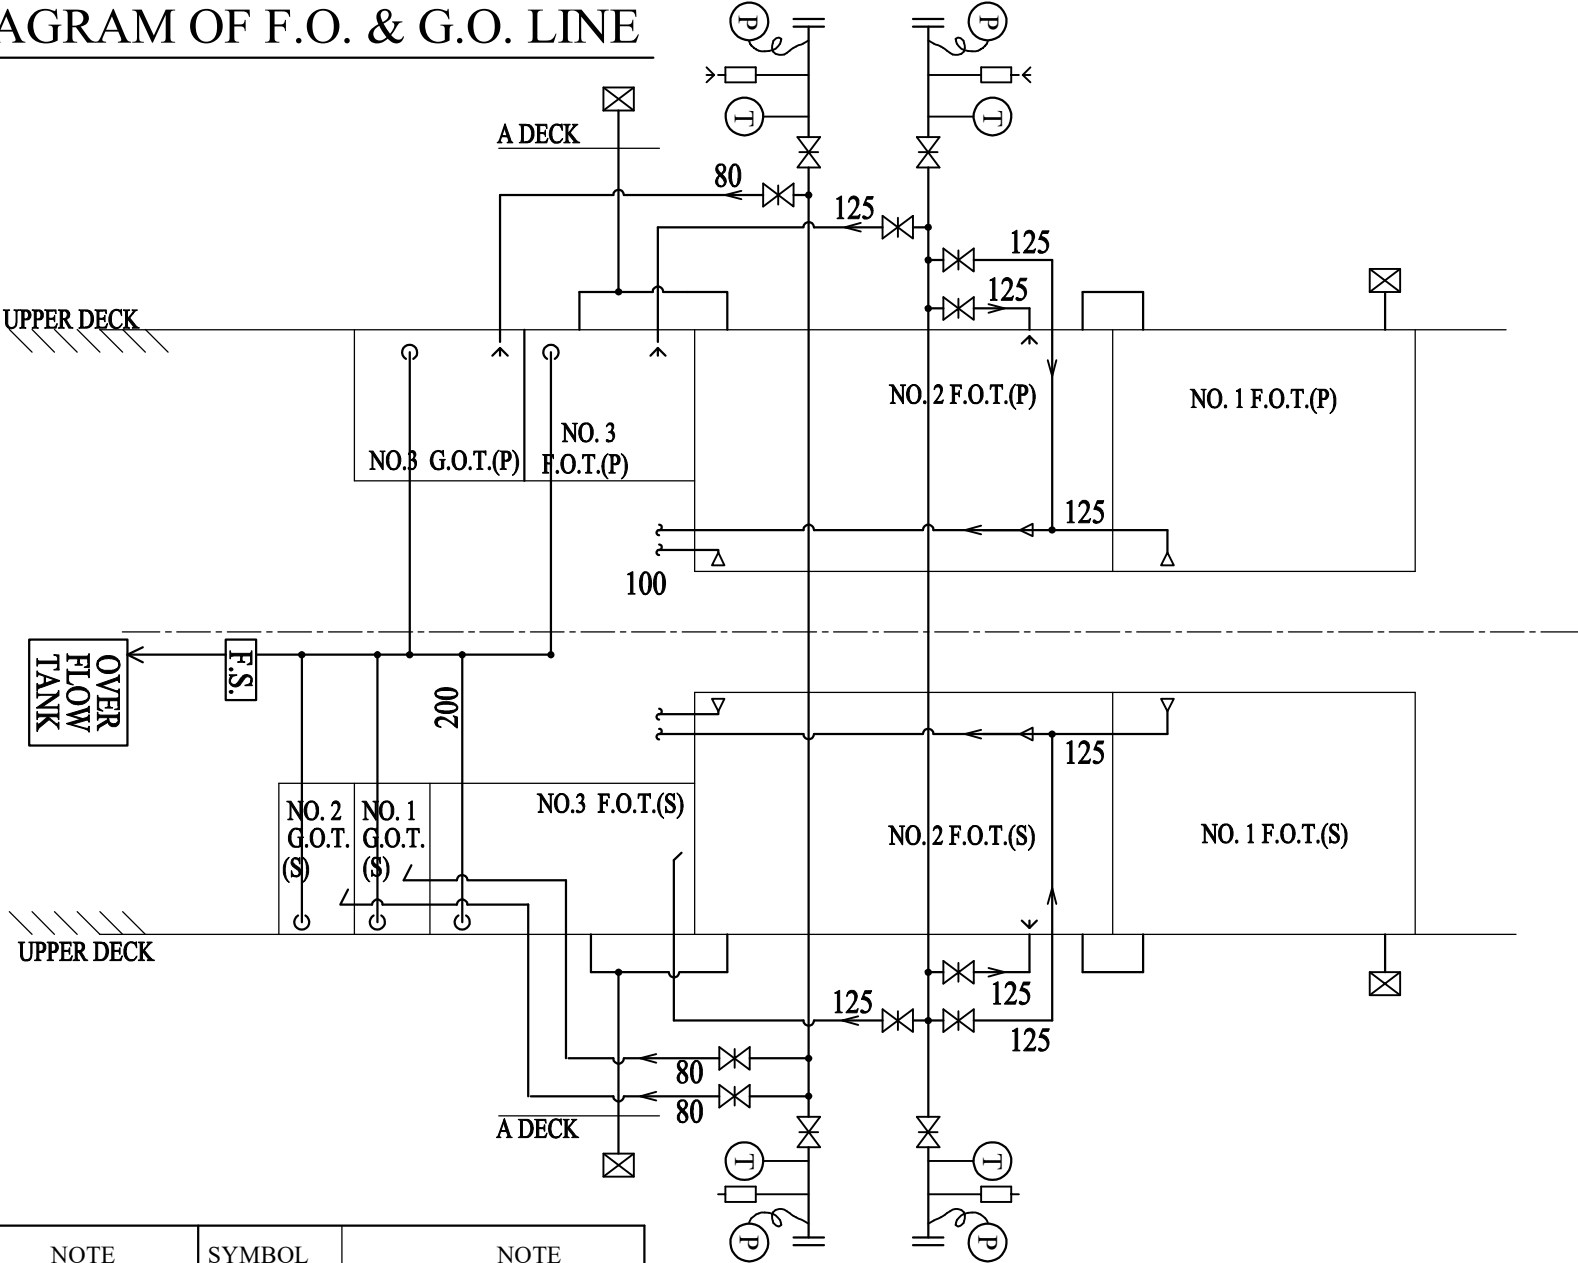 AGRAM OF F.O. & G.O. LINE
P
P
T
T
A DECK
80
125
125
125
UPPER DECK
NO. 2 F.O.T.(P)
NO. 1 F.O.T.(P)
NO. 3
F.O.T.(P)
NO.3 G.O.T.(P)
125
100
OVER
FLOW
TANK
F.S.
200
125
NO.3 F.O.T.(S)
NO. 2
G.O.T.
(S)
NO. 1
G.O.T.
(S)
NO. 2 F.O.T.(S)
NO. 1 F.O.T.(S)
UPPER DECK
125
125
125
80
80
A DECK
T
T
P
P
NOTE
SYMBOL
NOTE